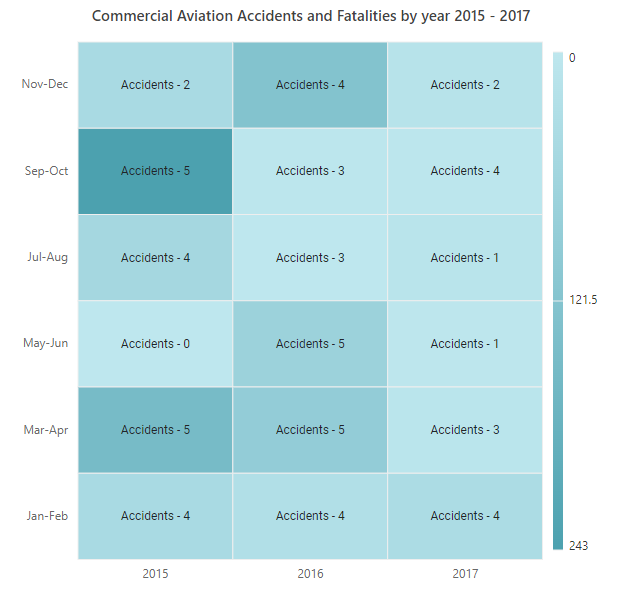 Commercial Aviation Accidents and Fatalities by year 2015 - 2017
Nov-Dec Accidents - 2 Accidents - 4 Accidents - 2
Sep-Oct Accidents - 5 Accidents - 3 Accidents - 4
Jul-Aug Accidents - 4 Accidents - 3 Accidents - 1
May-Jun Accidents - 0 Accidents - 5 Accidents - 1
Mar-Apr Accidents - 5 Accidents - 5 Accidents - 3
Jan-Feb Accidents - 4 Accidents - 4 Accidents - 4
2015 2016 2017
0
121.5
243